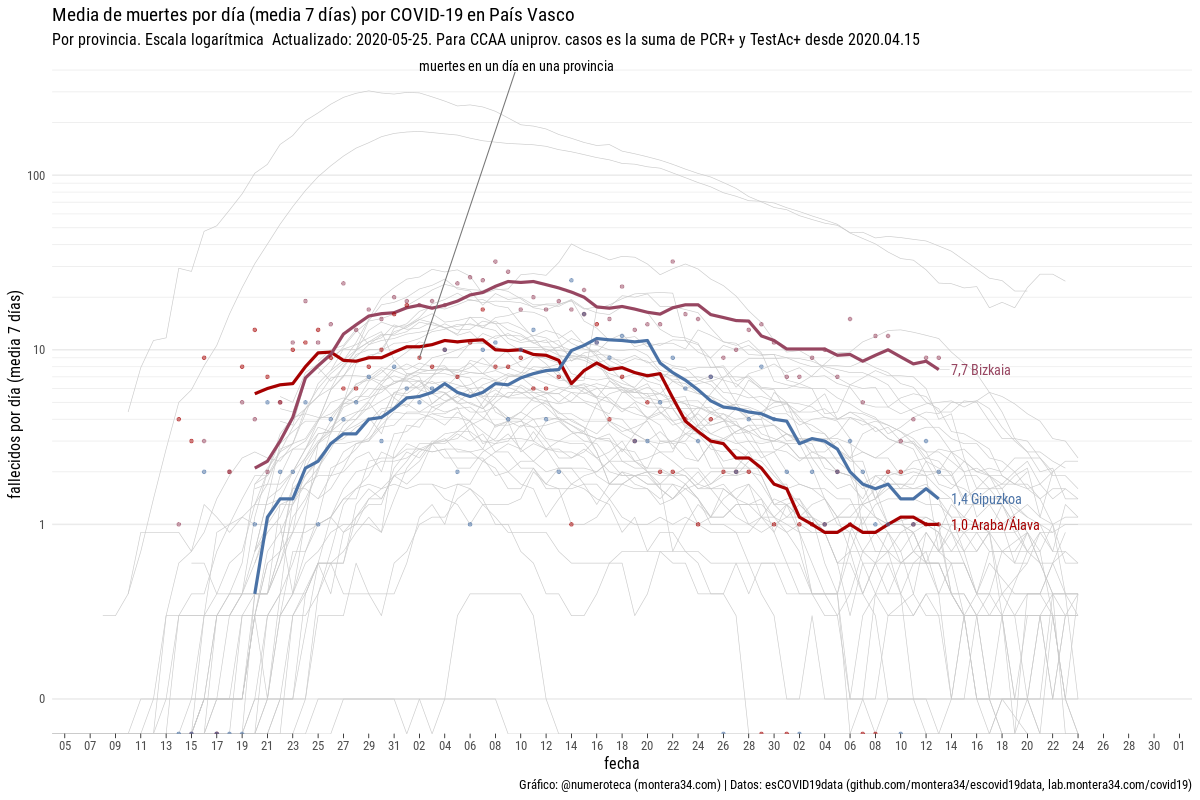 Media de muertes por día (media 7 días) por COVID-19 en País Vasco
Por provincia. Escala logarítmica  Actualizado: 2020-05-25. Para CCAA uniprov. casos es la suma de PCR+ y TestAc+ desde 2020.04.15
muertes en un día en una provincia
fallecidos por día (media  7 días)
100
10
1
0
7,7 Bizkaia
1,4 Gipuzkoa
1,0 Araba/Álava
05 07 09 11 13 15 17 19 21 23 25 27 29 31 02 04 06 08 10 12 14 16 18 20 22 24 26 28 30 02 04 06 08 10 12 14 16 18 20 22 24 26 28 30 01
fecha
Gráfico: @numeroteca (montera34.com) | Datos: esCOVID19data (github.com/montera34/escovid19data, lab.montera34.com/covid19)